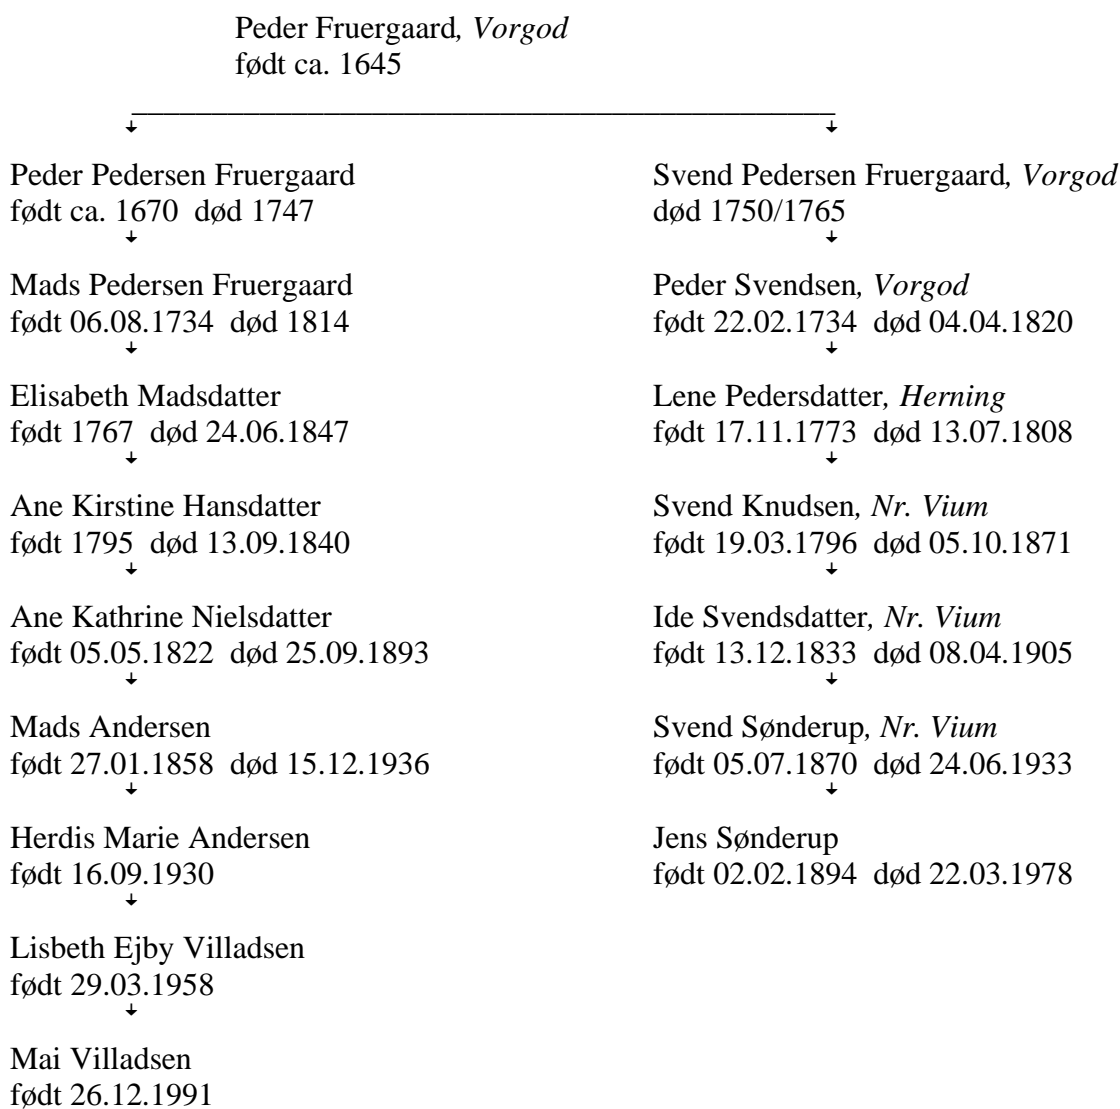 Peder Fruergaard, Vorgod
født ca. 1645
Peder Pedersen Fruergaard
født ca. 1670 død 1747
Mads Pedersen Fruergaard
født 06.08.1734 død 1814
Elisabeth Madsdatter
født 1767 død 24.06.1847
Ane Kirstine Hansdatter
født 1795 død 13.09.1840
Ane Kathrine Nielsdatter
født 05.05.1822 død 25.09.1893
Mads Andersen
født 27.01.1858 død 15.12.1936
Herdis Marie Andersen
født 16.09.1930
Lisbeth Ejby Villadsen
født 29.03.1958
Mai Villadsen
født 26.12.1991
Svend Pedersen Fruergaard, Vorgod
død 1750/1765
Peder Svendsen, Vorgod
født 22.02.1734 død 04.04.1820
Lene Pedersdatter, Herning
født 17.11.1773 død 13.07.1808
Svend Knudsen, Nr. Vium
født 19.03.1796 død 05.10.1871
Ide Svendsdatter, Nr. Vium
født 13.12.1833 død 08.04.1905
Svend Sønderup, Nr. Vium
født 05.07.1870 død 24.06.1933
Jens Sønderup
født 02.02.1894 død 22.03.1978